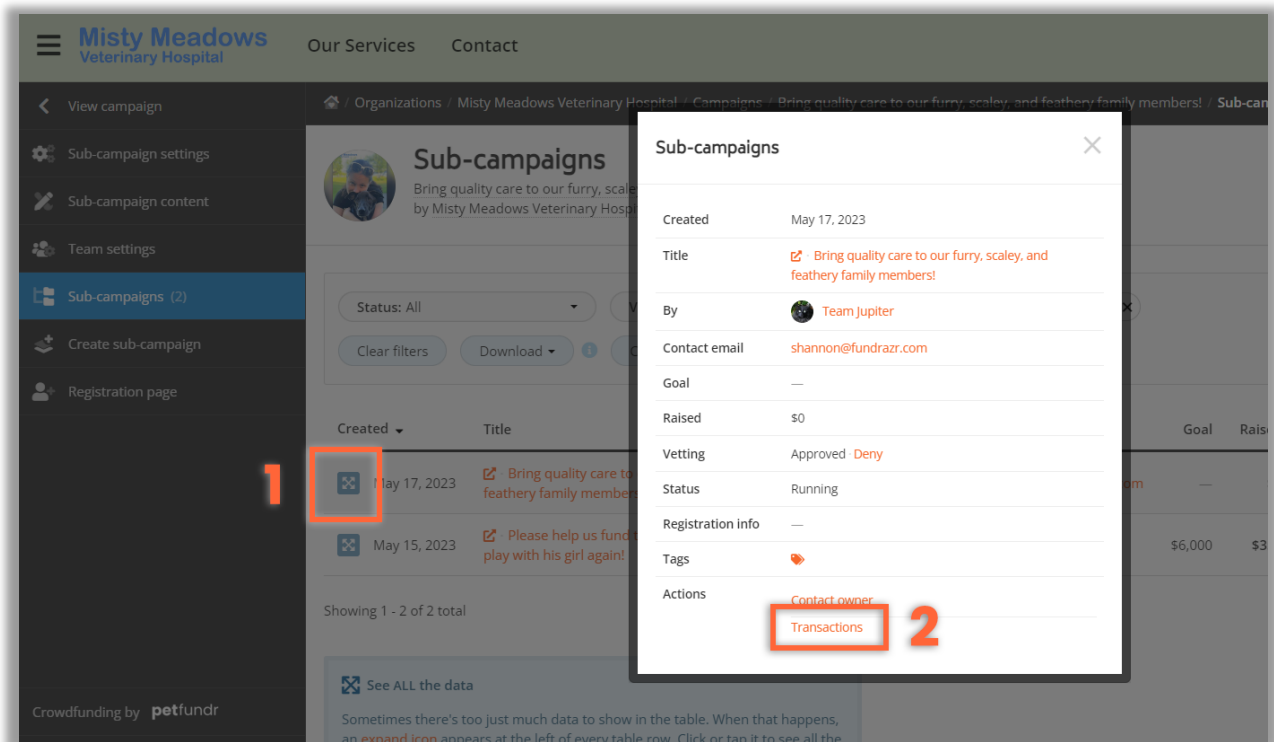 Misty Meadows
Veterinary Hospital
Our Services
Contact
View campaign
Sub-campaign settings
Sub-campaign content
Team settings
Sub-campaigns (2)
Create sub-campaign
Registration page
Crowdfunding by petfundr
/ Organizations / Misty Meadows Veterinary Hospital / Campaigns / Bring quality care to our furry, scaley, and feathery family members! /
Sub-campaigns
Bring quality care to our furry,
by Misty Meadows Veterinary
Status: All
Clear filters
Download
Created
Title
Goal
1
May 17, 2023
Bring quality care to
feathery family
—
May 15, 2023
Please help us fund
play with his girl again!
$6,000
Showing 1 - 2 of 2 total
See ALL the data
Sometimes there's too just much data to show in the table. When that happens,
an expand icon appears at the left of every table row. Click or tap it to see all the
Sub-campaigns
Created
May 17, 2023
Title
Bring quality care to our furry, scaley, and
feathery family members!
By
Team Jupiter
Contact email
shannon@fundrazr.com
Goal
—
Raised
$0
Vetting
Approved · Deny
Status
Running
Registration info
—
Tags
Actions
Contact owner
Transactions
2